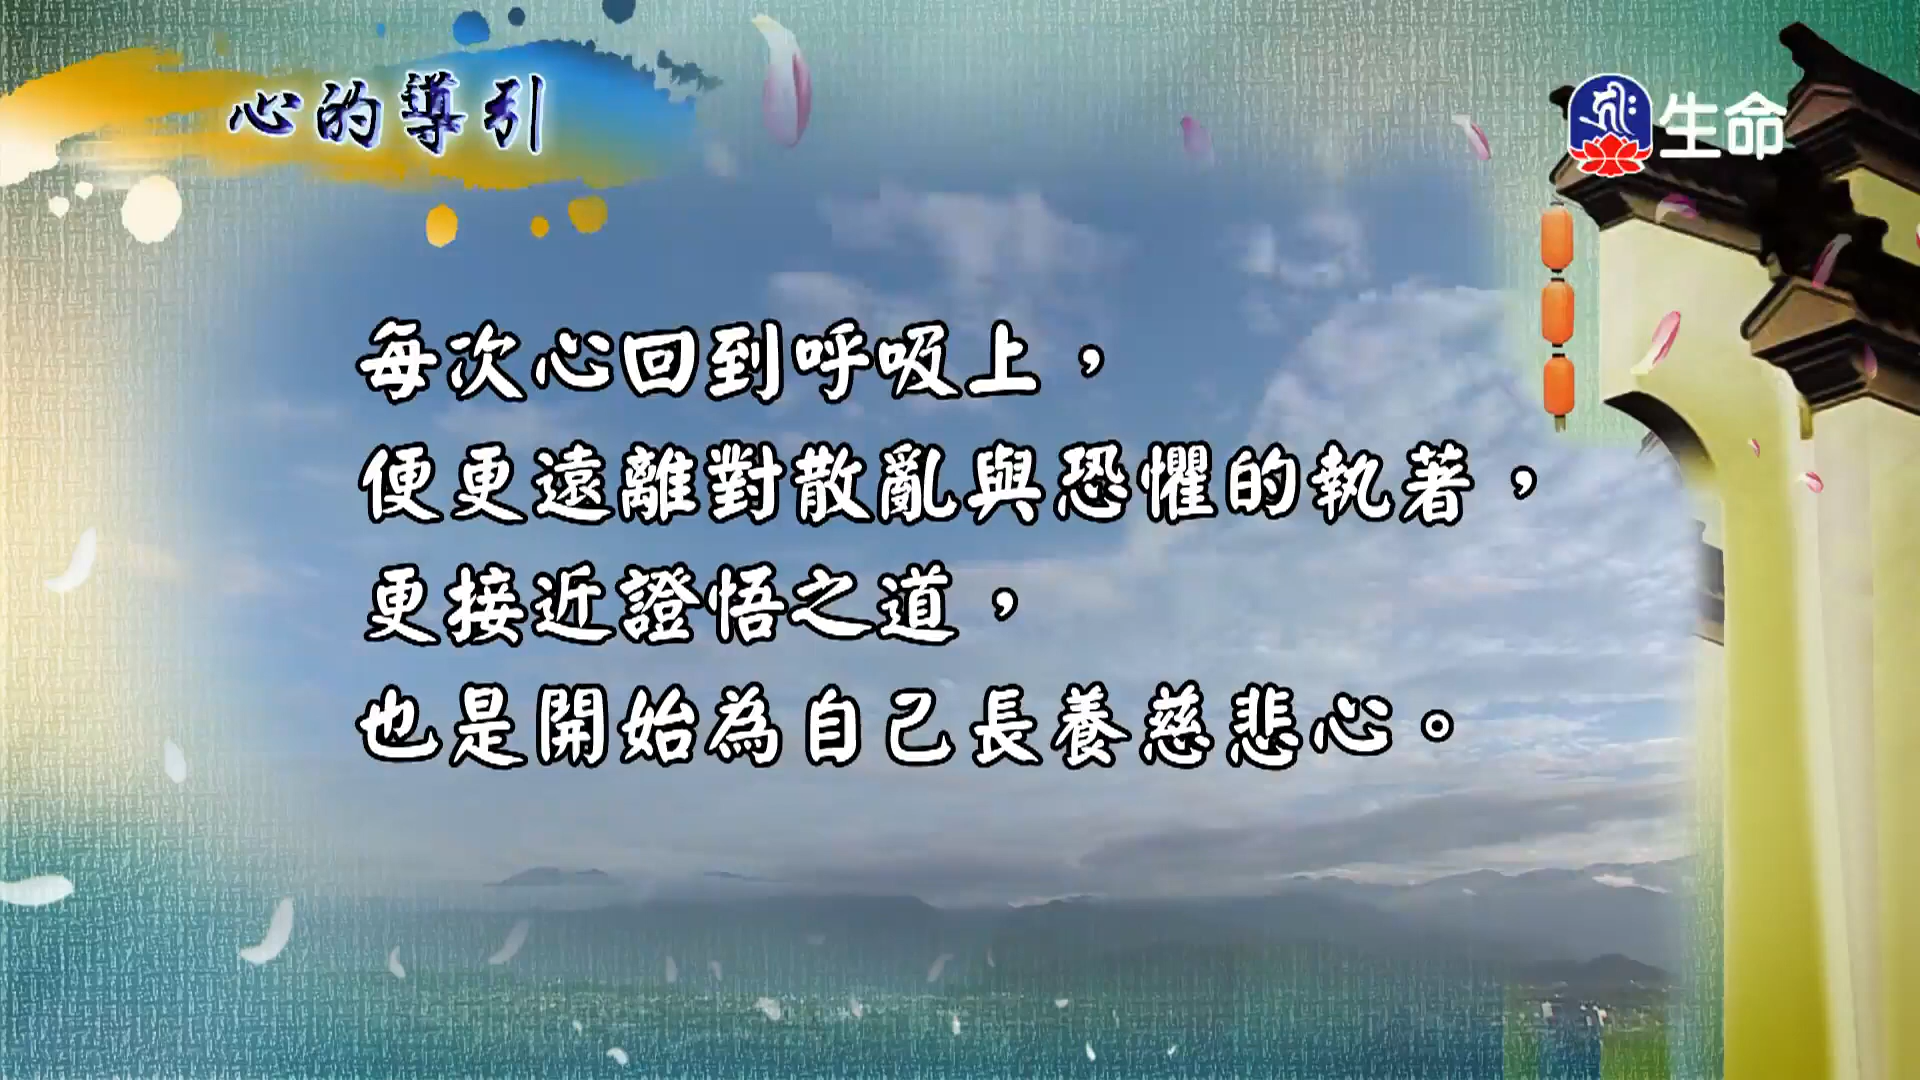 心的導引
生命
每次心回到呼吸上，
便更遠離對散亂與恐懼的執著，
更接近證悟之道，
也是開始為自己長養慈悲心。